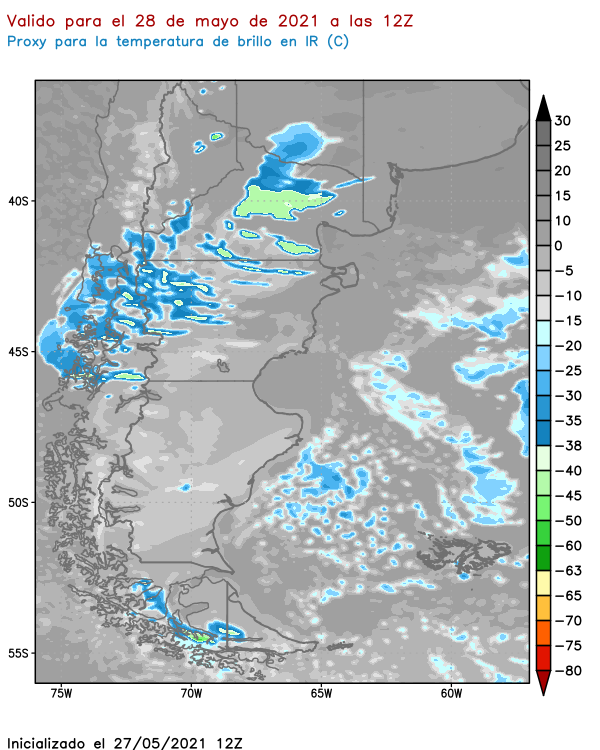 Valido para el 28 de mayo de 2021 a las 12Z
Proxy para la temperatura de brillo en IR (C)
30
25
20
15
10
0
−5
−10
−15
−20
−25
−30
−35
−38
−40
−45
−50
−60
−63
−65
−70
−75
−80
40S
45S
50S
55S
75W
70W
65W
60W
Inicializado el 27/05/2021 12Z